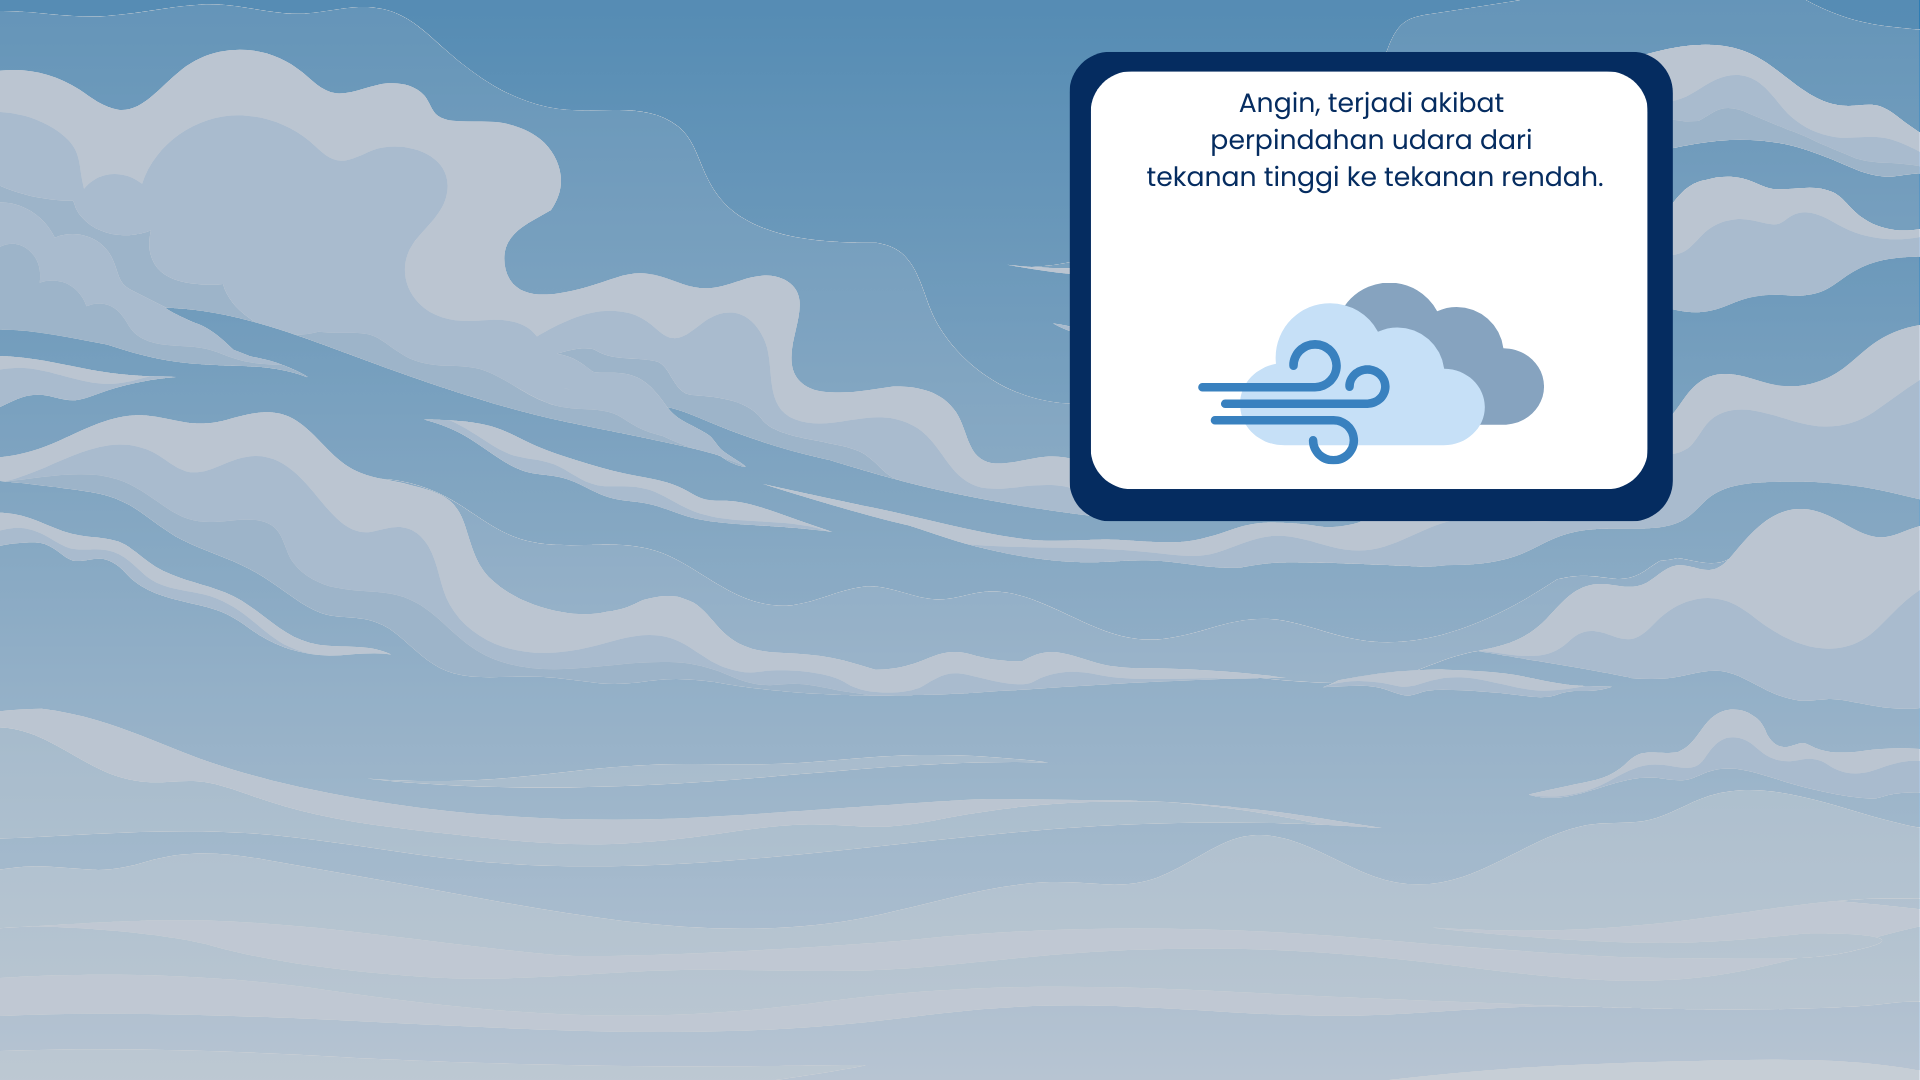 Angin, terjadi akibat
perpindahan udara dari
tekanan tinggi ke tekanan rendah.